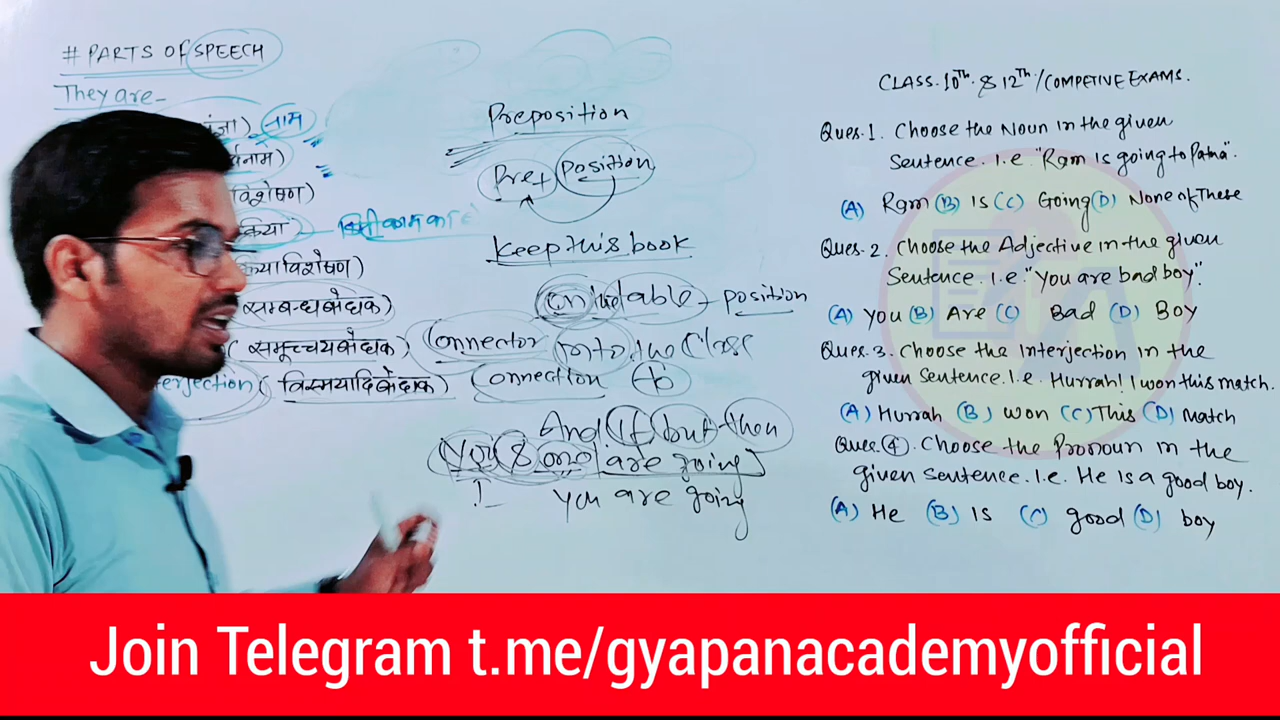 # PARTS OF SPEECH
They are-
संज्ञा) नाम
र्वनाम)
विशेषण)
क्रिया)
क्रियाविशेषण)
सम्बन्धबोधक)
(समूच्चयबोधक) Connector
erjection (विस्मयादिबोधक) Connection
Preposition
Pre+ position
Keep this book
table - position
to the Class
And If but then
You & are going
I you are going
CLASS. 10TH & 12TH / COMPETIVE EXAMS.
Ques.1. Choose the Noun in the given
Sentence. I.e "Ram is going to Patna".
(A) Ram (B) Is (C) Going (D) None of These
Ques.2. Choose the Adjective in the given
Sentence. I.e. "You are bad boy"
(A) You (B) Are (C) Bad (D) Boy
Ques.3. Choose the Interjection in the
given Sentence. I.e. Hurrah! I won this match.
(A) Hurrah (B) won (C) This (D) Match
Ques. 4. Choose the Pronoun in the
given Sentence. I.e. He is a good boy.
(A) He (B) Is (C) good (D) boy
Join Telegram t.me/gyapanacademyofficial